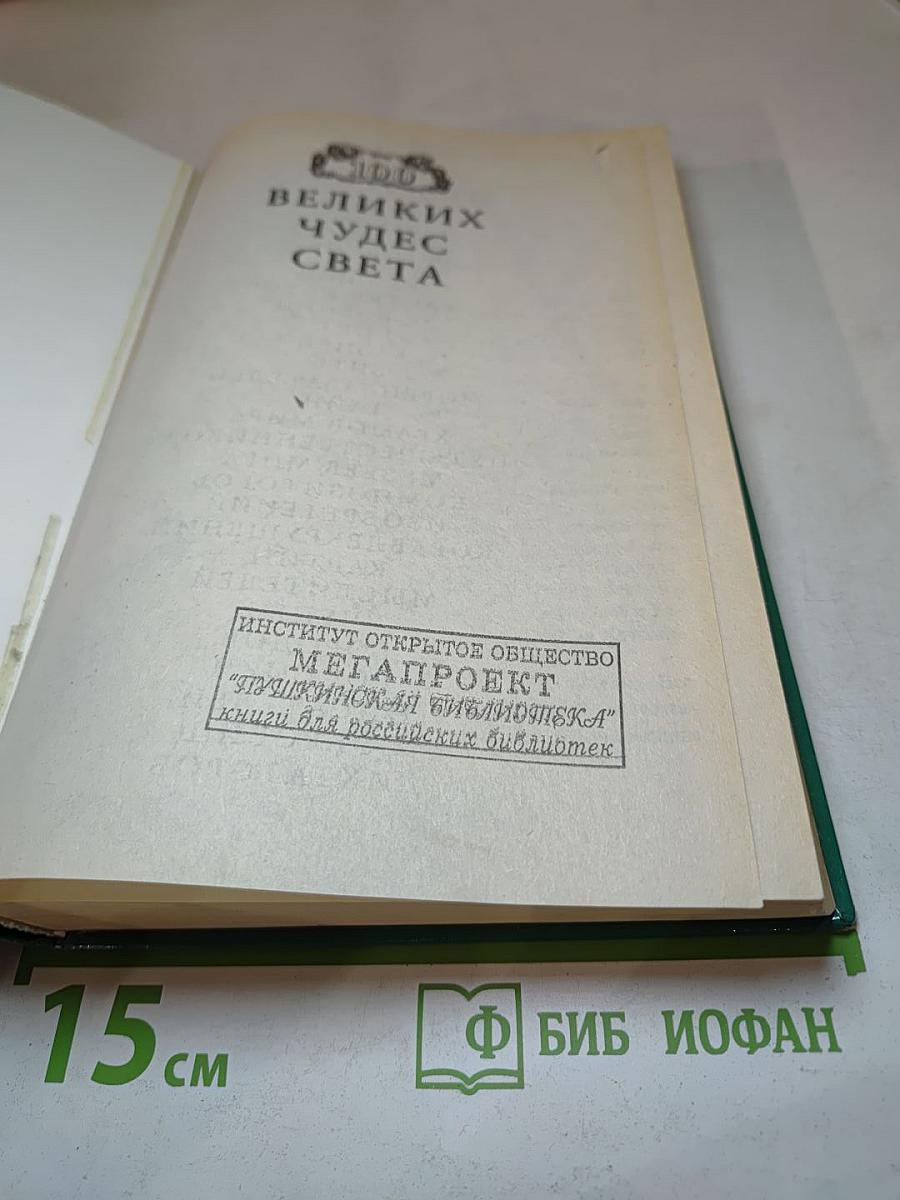 100
ВЕЛИКИХ
ЧУДЕС
СВЕТА
ИНСТИТУТ ОТКРЫТОЕ ОБЩЕСТВО
МЕГАПРОЕКТ
"ПУШКИНСКАЯ БИБЛИОТЕКА"
книги для российских библиотек
15 см
Ф БИБ ИОФАН